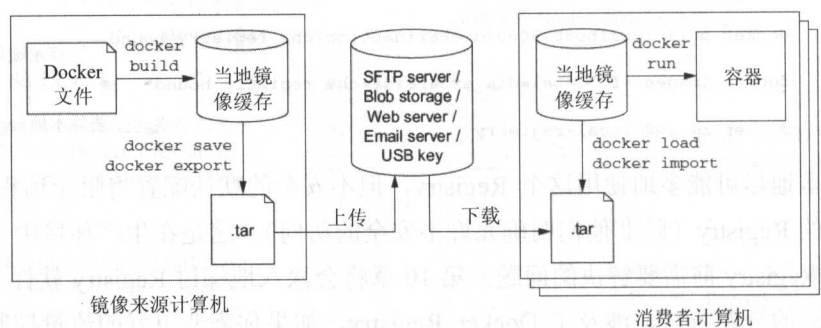 Docker
文件
docker
build
当地镜
像缓存
docker save
docker export
.tar
镜像来源计算机
上传
SFTP server /
Blob storage /
Web server /
Email server /
USB key
下载
当地镜
像缓存
docker
run
容器
docker load
docker import
.tar
消费者计算机